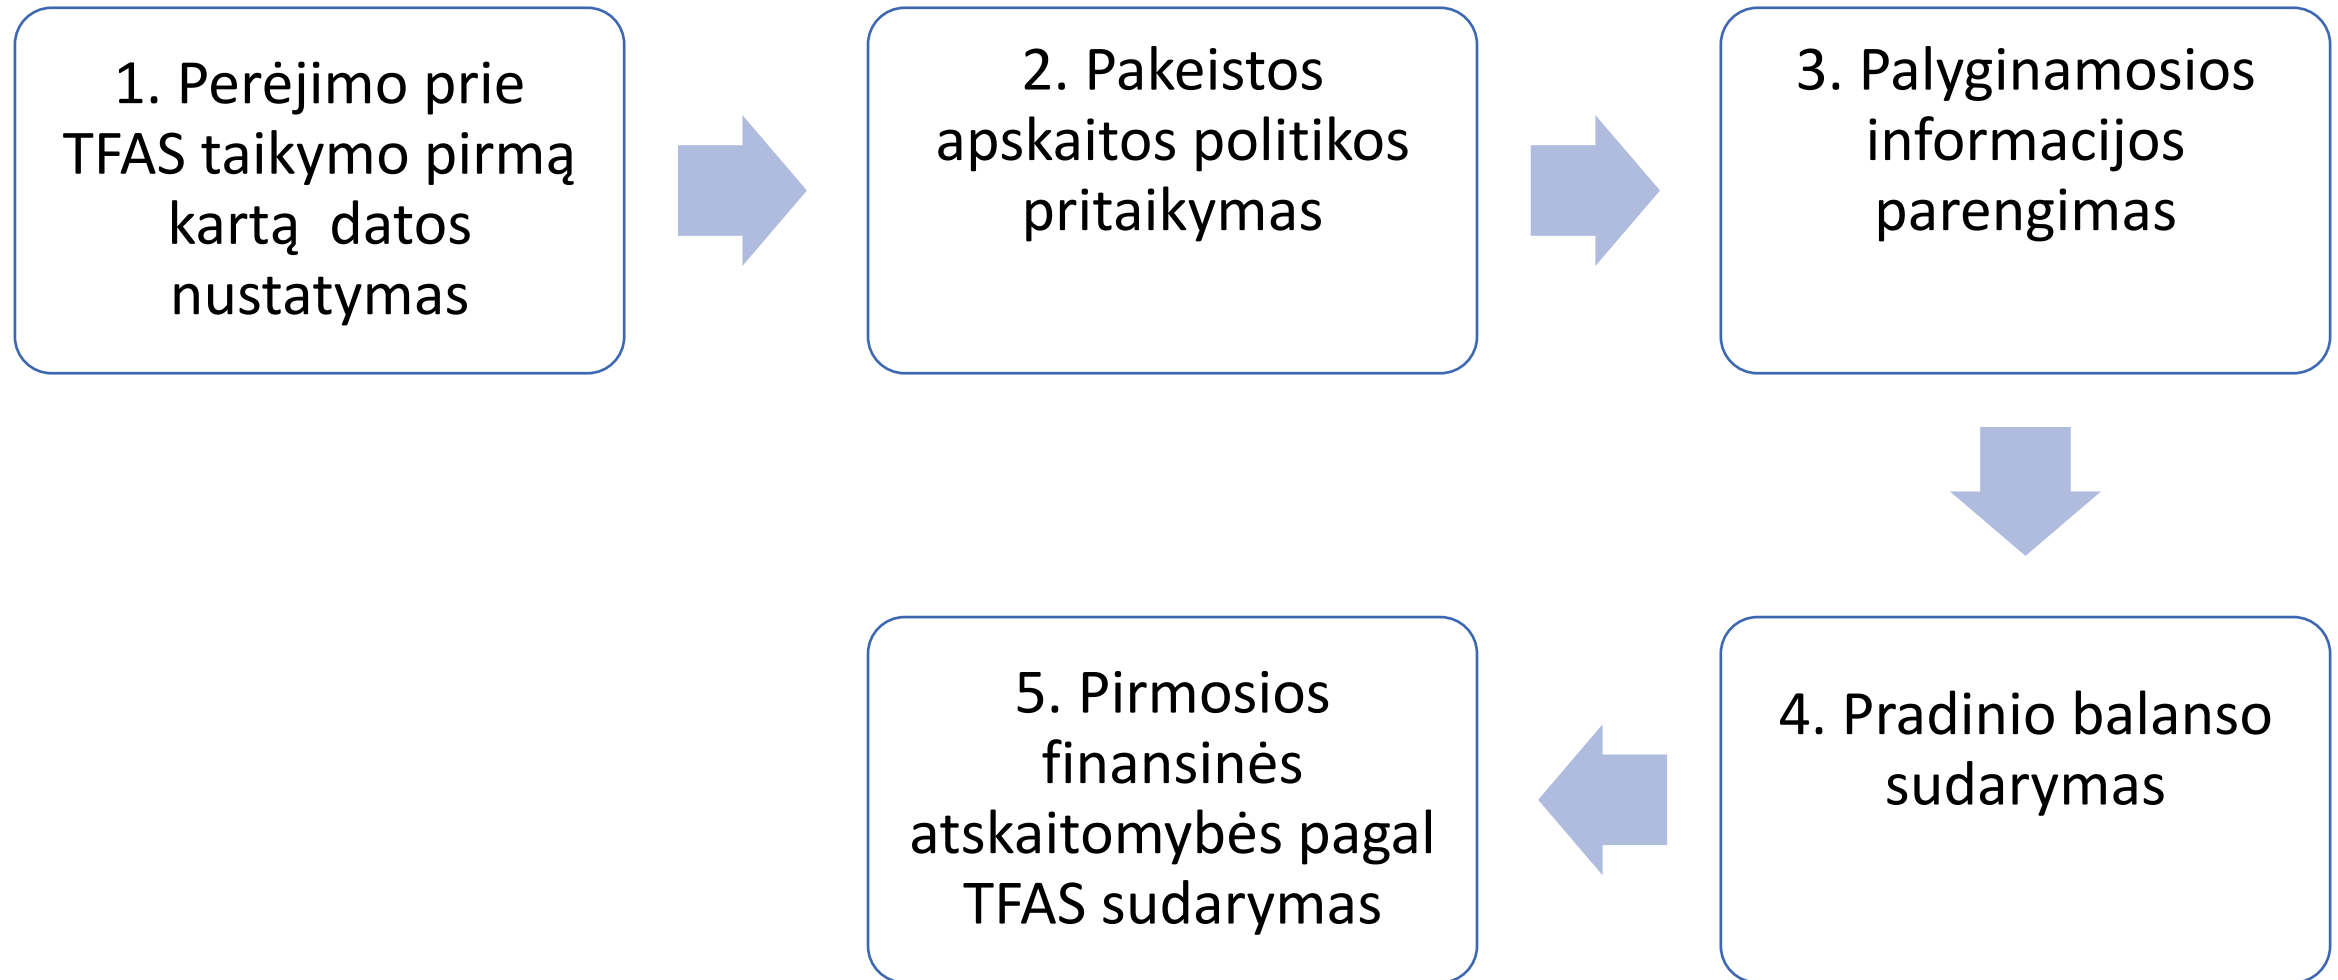 1. Perėjimo prie
TFAS taikymo pirmą
kartą  datos
nustatymas
2. Pakeistos
apskaitos politikos
pritaikymas
3. Palyginamosios
informacijos
parengimas
4. Pradinio balanso
sudarymas
5. Pirmosios
finansinės
atskaitomybės pagal
TFAS sudarymas